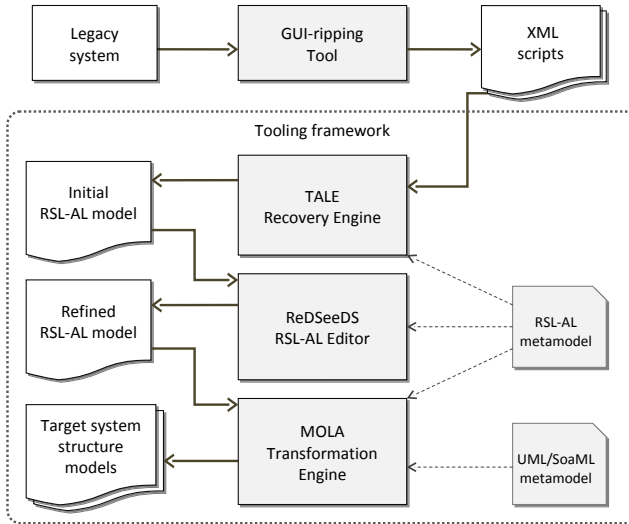 Legacy
system
GUI-ripping
Tool
XML
scripts
Tooling framework
Initial
RSL-AL model
TALE
Recovery Engine
Refined
RSL-AL model
ReDSeeDS
RSL-AL Editor
RSL-AL
metamodel
Target system
structure
models
MOLA
Transformation
Engine
UML/SoaML
metamodel